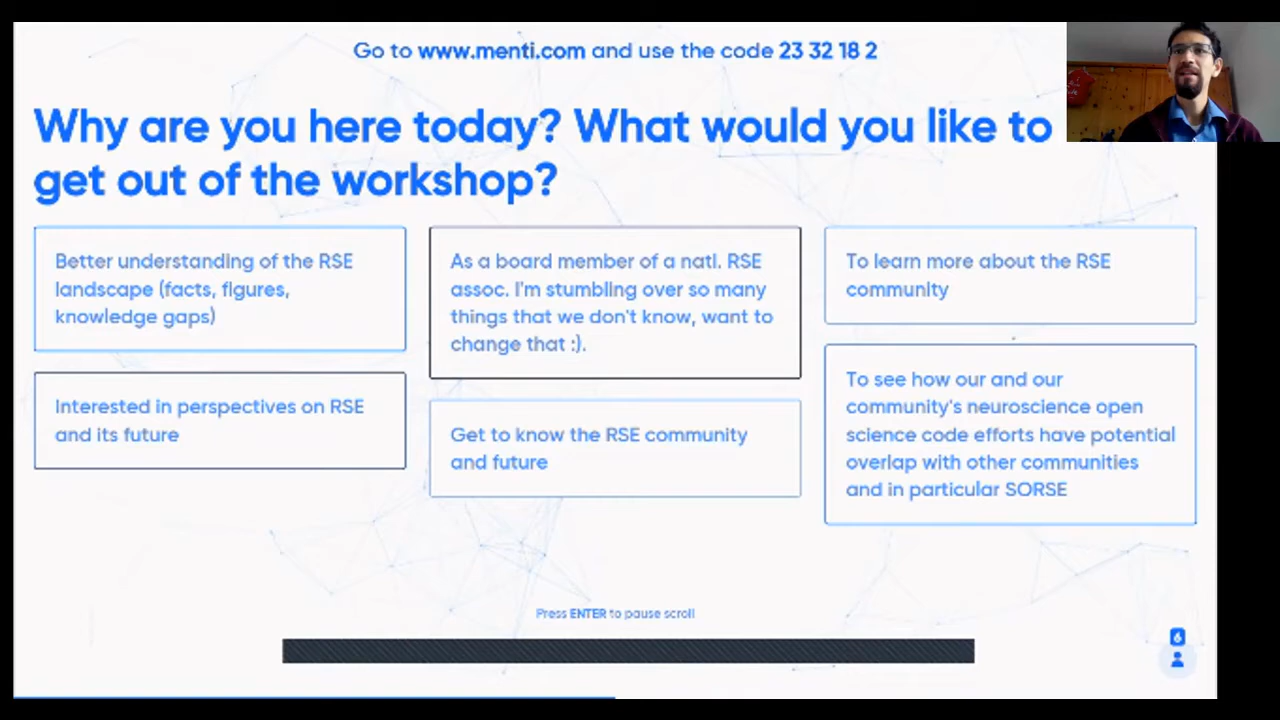 Go to www.menti.com and use the code 23 32 18 2
Why are you here today? What would you like to
get out of the workshop?
Better understanding of the RSE
landscape (facts, figures,
knowledge gaps)
Interested in perspectives on RSE
and its future
As a board member of a natl. RSE
assoc. I'm stumbling over so many
things that we don't know, want to
change that :).
Get to know the RSE community
and future
To learn more about the RSE
community
To see how our and our
community's neuroscience open
science code efforts have potential
overlap with other communities
and in particular SORSE
Press ENTER to pause scroll
6